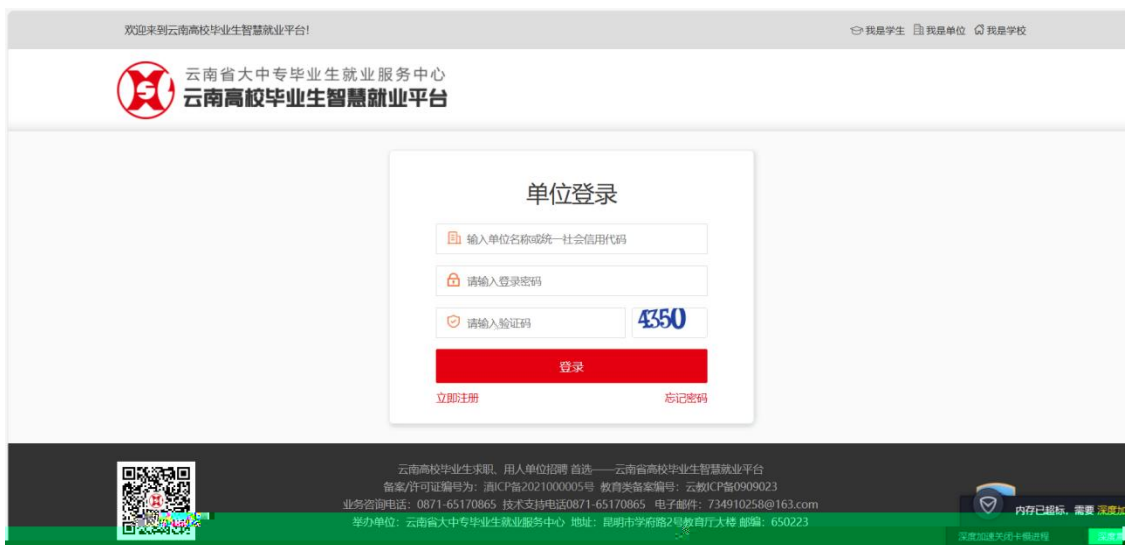 欢迎来到云南高校毕业生智慧就业平台!
我是学生 我是单位 我是学校
云南省大中专毕业生就业服务中心
云南高校毕业生智慧就业平台
单位登录
输入单位名称或统一社会信用代码
请输入登录密码
请输入验证码
4350
登录
立即注册 忘记密码
云南高校毕业生求职、用人单位招聘 首选——云南省高校毕业生智慧就业平台
备案/许可证编号为：滇ICP备2021000005号 教育类备案编号：云教ICP备0909023
业务咨询电话：0871-65170865 技术支持电话0871-65170865 电子邮件：734910258@163.com
举办单位：云南省大中专毕业生就业服务中心 地址：昆明市学府路2号教育厅大楼 邮编：650223
内存已超标，需要 深度加
深度加速关闭卡慢进程